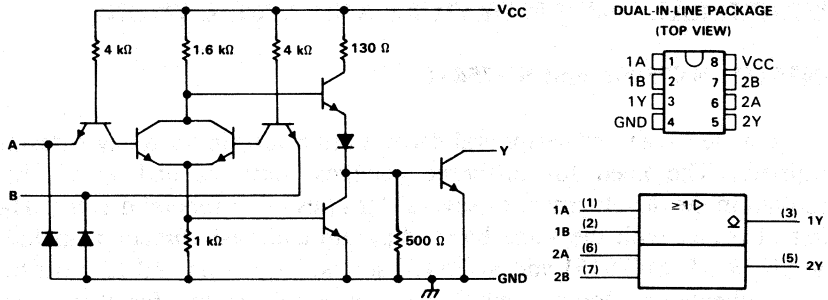 VCC
4 kΩ
1.6 kΩ
4 kΩ
130 Ω
A
B
Y
1 kΩ
500 Ω
GND
DUAL-IN-LINE PACKAGE
(TOP VIEW)
1A 1 8 VCC
1B 2 7 2B
1Y 3 6 2A
GND 4 5 2Y
≥1 ▷
1A (1)
1B (2)
(3) 1Y
2A (6)
2B (7)
(5) 2Y